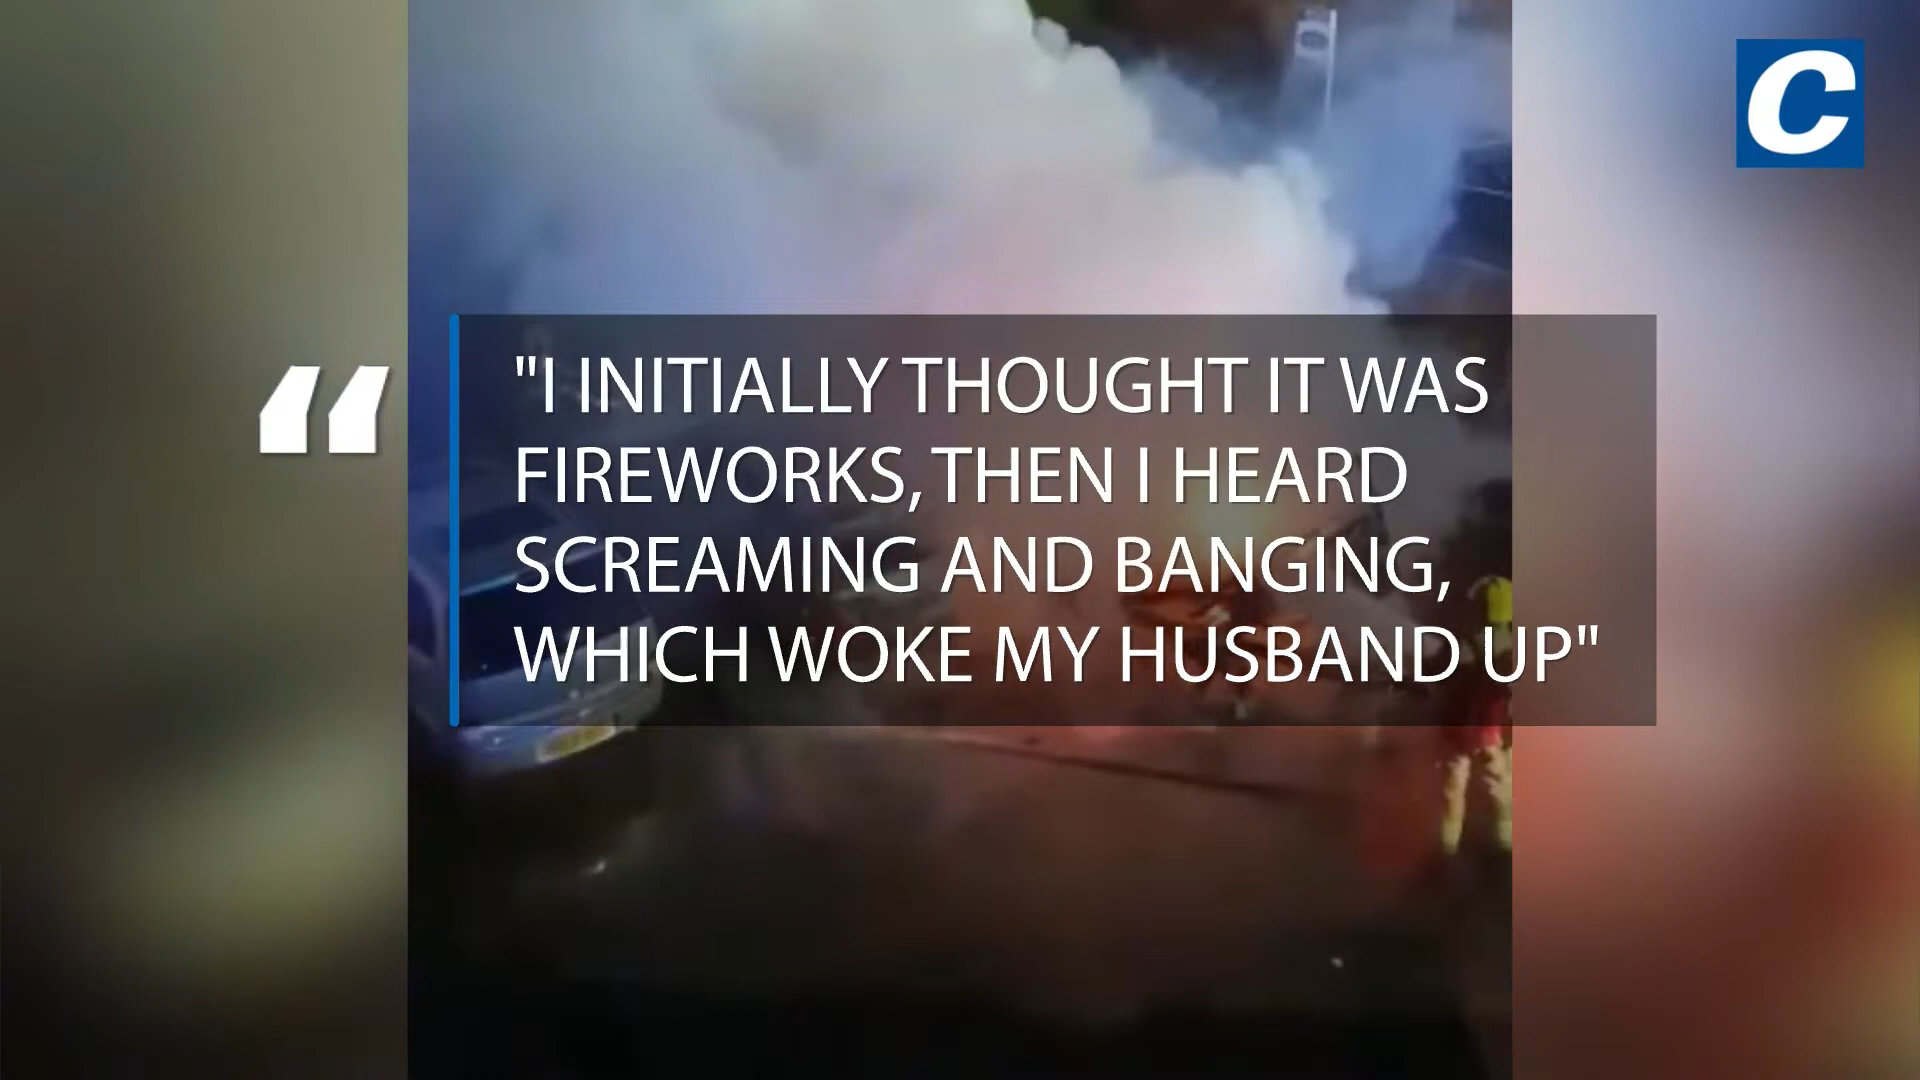 C
“
"I INITIALLY THOUGHT IT WAS
FIREWORKS, THEN I HEARD
SCREAMING AND BANGING,
WHICH WOKE MY HUSBAND UP"